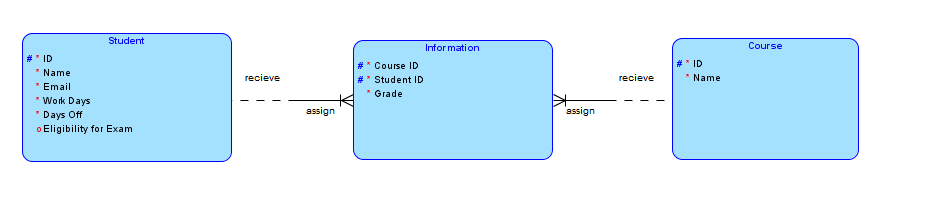 Student
# * ID
* Name
* Email
* Work Days
* Days Off
o Eligibility for Exam
recieve
assign
Information
# * Course ID
# * Student ID
* Grade
recieve
assign
Course
# * ID
* Name